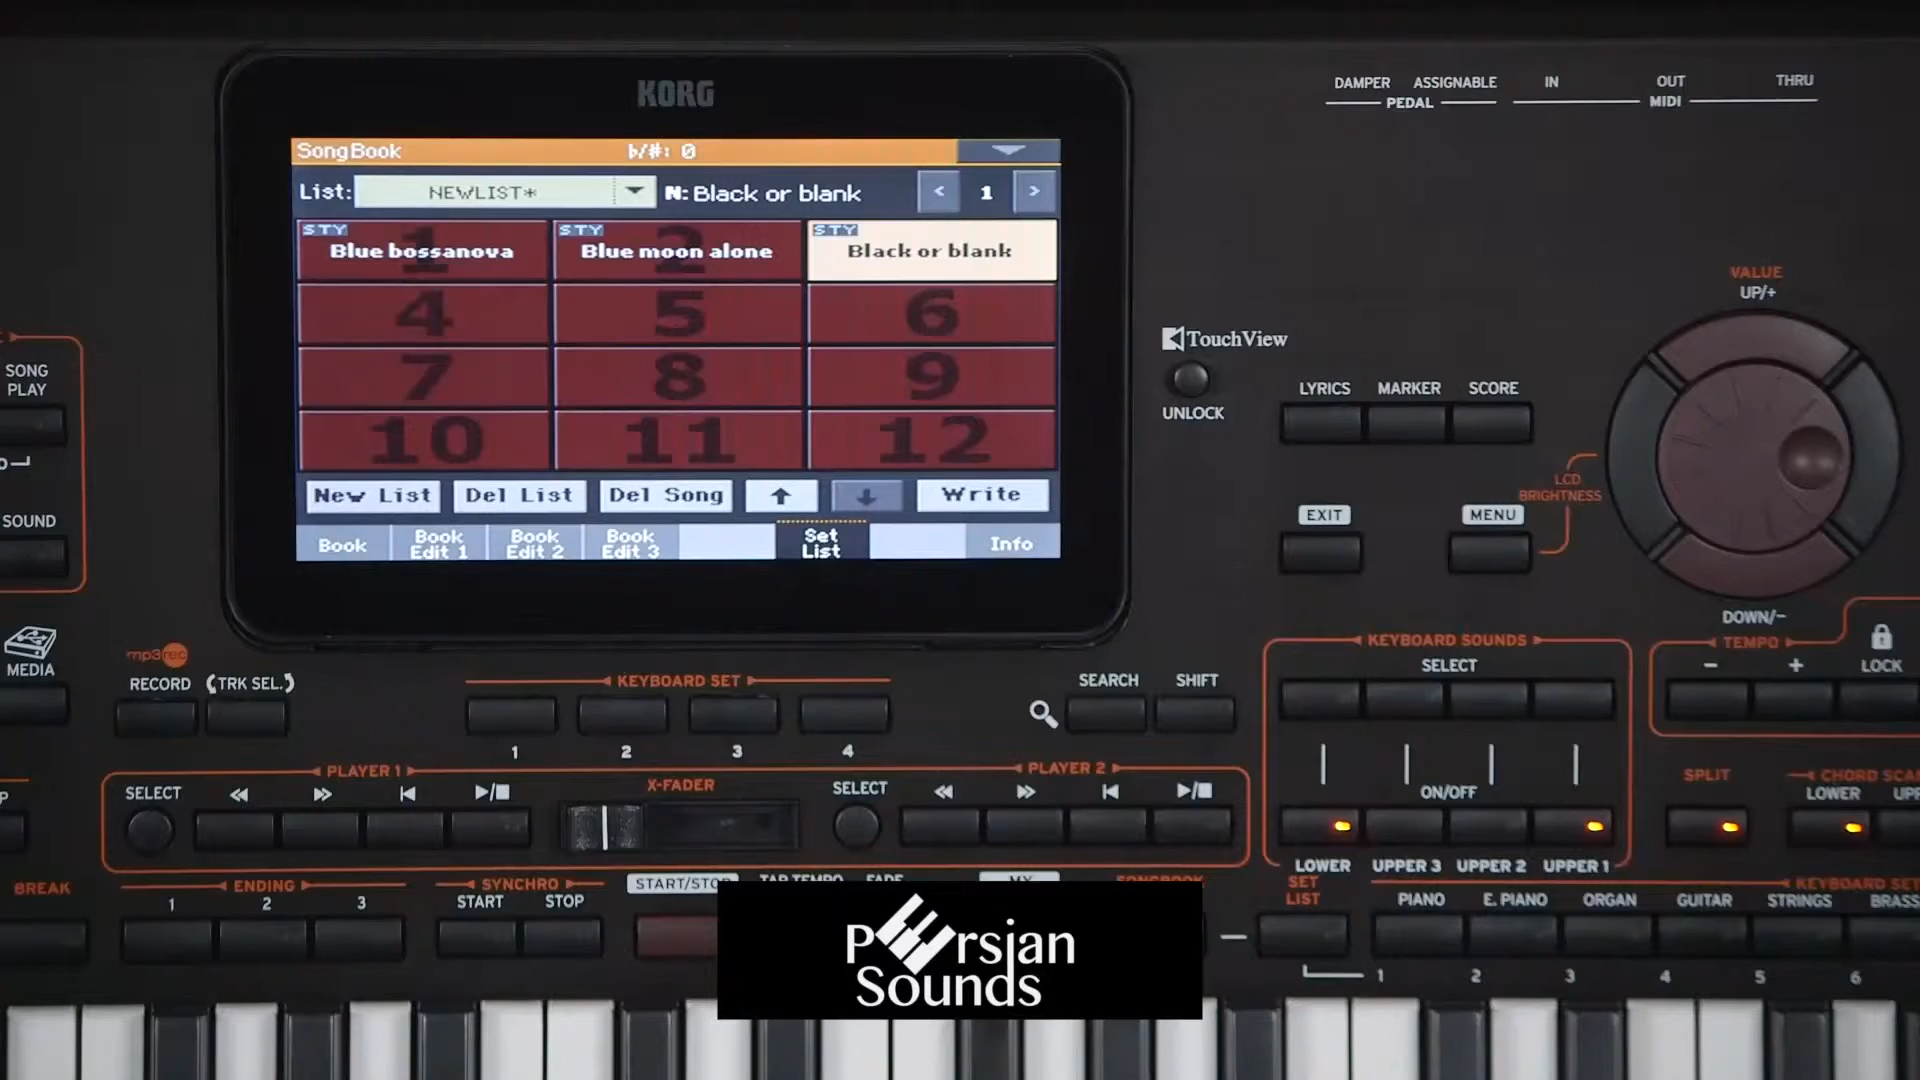 KORG
SongBook
♭/#: 0
List:
NEWLIST*
N: Black or blank
<
1
>
STY
Blue bossanova
1
STY
Blue moon alone
2
STY
Black or blank
4
5
6
7
8
9
10
11
12
New List
Del List
Del Song
Write
Book
Book Edit 1
Book Edit 2
Book Edit 3
Set List
Info
DAMPER ASSIGNABLE IN OUT THRU
PEDAL MIDI
VALUE
UP/+
TouchView
UNLOCK
LYRICS MARKER SCORE
LCD
BRIGHTNESS
EXIT
MENU
DOWN/-
TEMPO
- +
LOCK
SONG
PLAY
SOUND
MEDIA
mp3rec
RECORD
TRK SEL.
KEYBOARD SET
1 2 3 4
SEARCH
SHIFT
KEYBOARD SOUNDS
SELECT
ON/OFF
LOWER UPPER 3 UPPER 2 UPPER 1
SPLIT
LOWER
PLAYER 1
SELECT
X-FADER
PLAYER 2
SELECT
BREAK
ENDING
1 2 3
SYNCHRO
START STOP
SET
LIST
PIANO E. PIANO ORGAN GUITAR STRINGS
1 2 3 4 5 6
Persian
Sounds